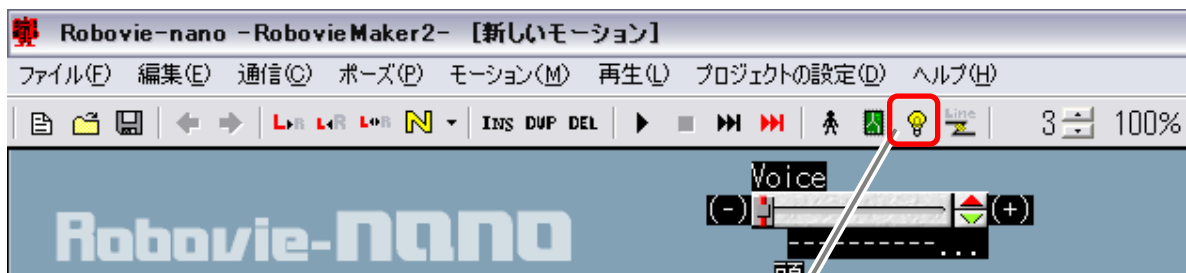 Robovie-nano -RobovieMaker2- [新しいモーション]
ファイル(F) 編集(E) 通信(C) ポーズ(P) モーション(M) 再生(L) プロジェクトの設定(D) ヘルプ(H)
L▸R L◂R L◂▸R N INS DUP DEL Line 3 100%
Voice
(-) (+)
----------...
Robovie-nano
頭